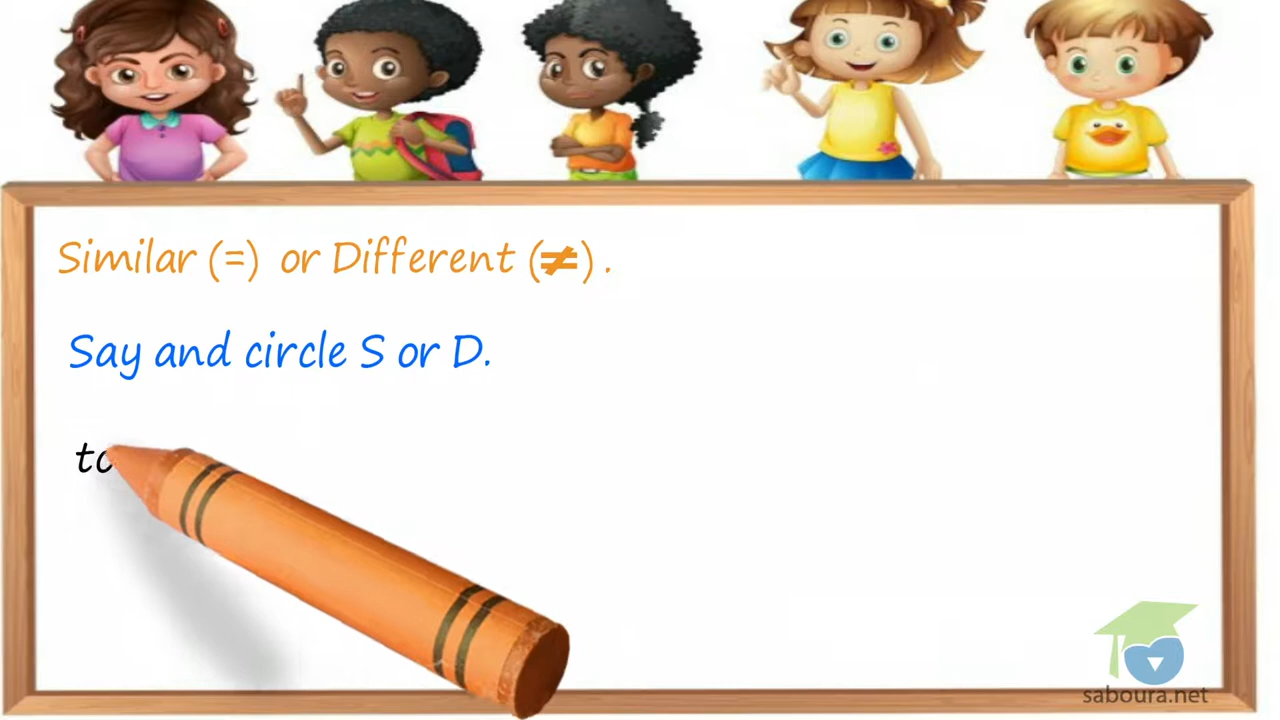 Similar (=) or Different (≠) .
Say and circle S or D.
saboura.net